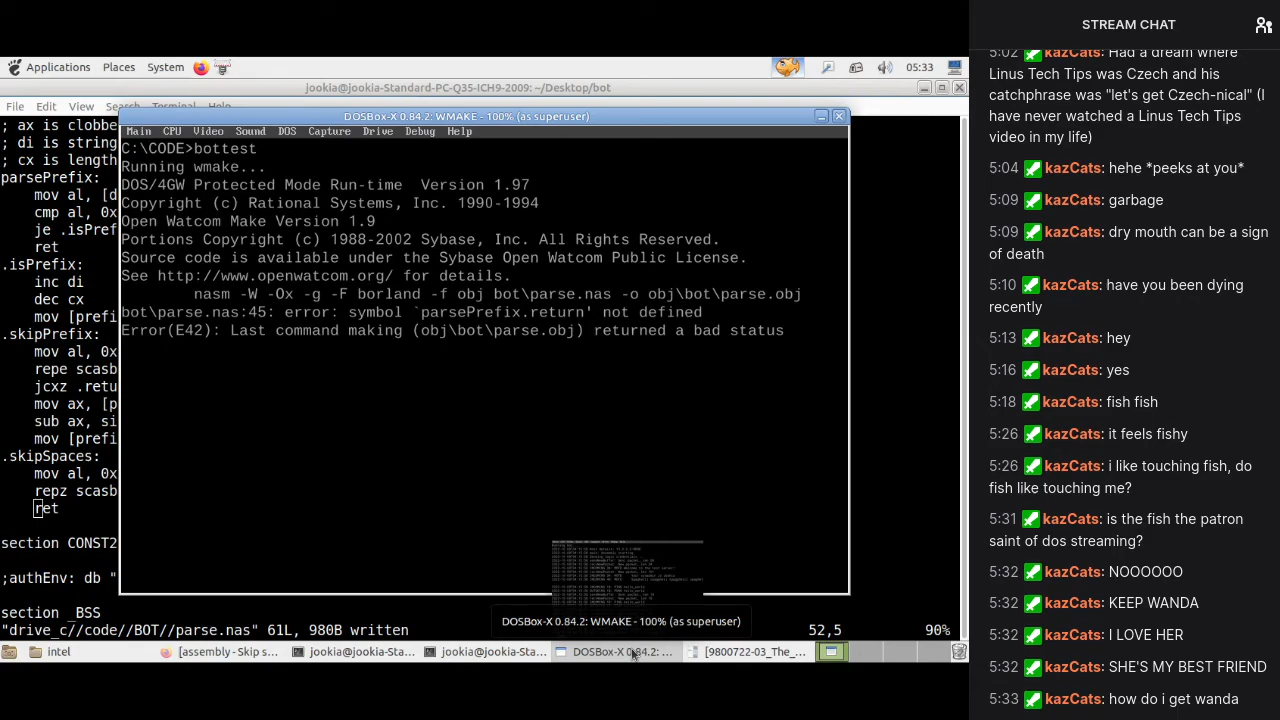 Applications Places System 05:33
jookia@jookia-Standard-PC-Q35-ICH9-2009: ~/Desktop/bot
File Edit View Search Terminal Help
DOSBox-X 0.84.2: WMAKE - 100% (as superuser)
Main CPU Video Sound DOS Capture Drive Debug Help
; ax is clobbe
; di is string
; cx is length
parsePrefix:
mov al, [d
cmp al, 0x
je .isPref
ret
.isPrefix:
inc di
dec cx
mov [prefi
.skipPrefix:
mov al, 0x
repe scasb
jcxz .retu
mov ax, [p
sub ax, si
mov [prefi
.skipSpaces:
mov al, 0x
repz scasb
ret
section CONST2
;authEnv: db "
section _BSS
"drive_//code//BOT//parse.nas" 61L, 980B written 52,5 90%
C:\CODE>bottest
Running wmake...
DOS/4GW Protected Mode Run-time Version 1.97
Copyright (c) Rational Systems, Inc. 1990-1994
Open Watcom Make Version 1.9
Portions Copyright (c) 1988-2002 Sybase, Inc. All Rights Reserved.
Source code is available under the Sybase Open Watcom Public License.
See http://www.openwatcom.org/ for details.
nasm -W -Ox -g -F borland -f obj bot\parse.nas -o obj\bot\parse.obj
bot\parse.nas:45: error: symbol `parsePrefix.return' not defined
Error(E42): Last command making (obj\bot\parse.obj) returned a bad status
DOSBox-X 0.84.2: WMAKE - 100% (as superuser)
intel
[assembly - Skip s...
jookia@jookia-Sta...
jookia@jookia-Sta...
DOSBox-X 0.84.2: ...
[9800722-03_The_...
STREAM CHAT
5:02 kazCats: Had a dream where
Linus Tech Tips was Czech and his
catchphrase was "let's get Czech-nical" (I
have never watched a Linus Tech Tips
video in my life)
5:04 kazCats: hehe *peeks at you*
5:09 kazCats: garbage
5:09 kazCats: dry mouth can be a sign
of death
5:10 kazCats: have you been dying
recently
5:13 kazCats: hey
5:16 kazCats: yes
5:18 kazCats: fish fish
5:26 kazCats: it feels fishy
5:26 kazCats: i like touching fish, do
fish like touching me?
5:31 kazCats: is the fish the patron
saint of dos streaming?
5:32 kazCats: NOOOOOO
5:32 kazCats: KEEP WANDA
5:32 kazCats: I LOVE HER
5:32 kazCats: SHE'S MY BEST FRIEND
5:33 kazCats: how do i get wanda